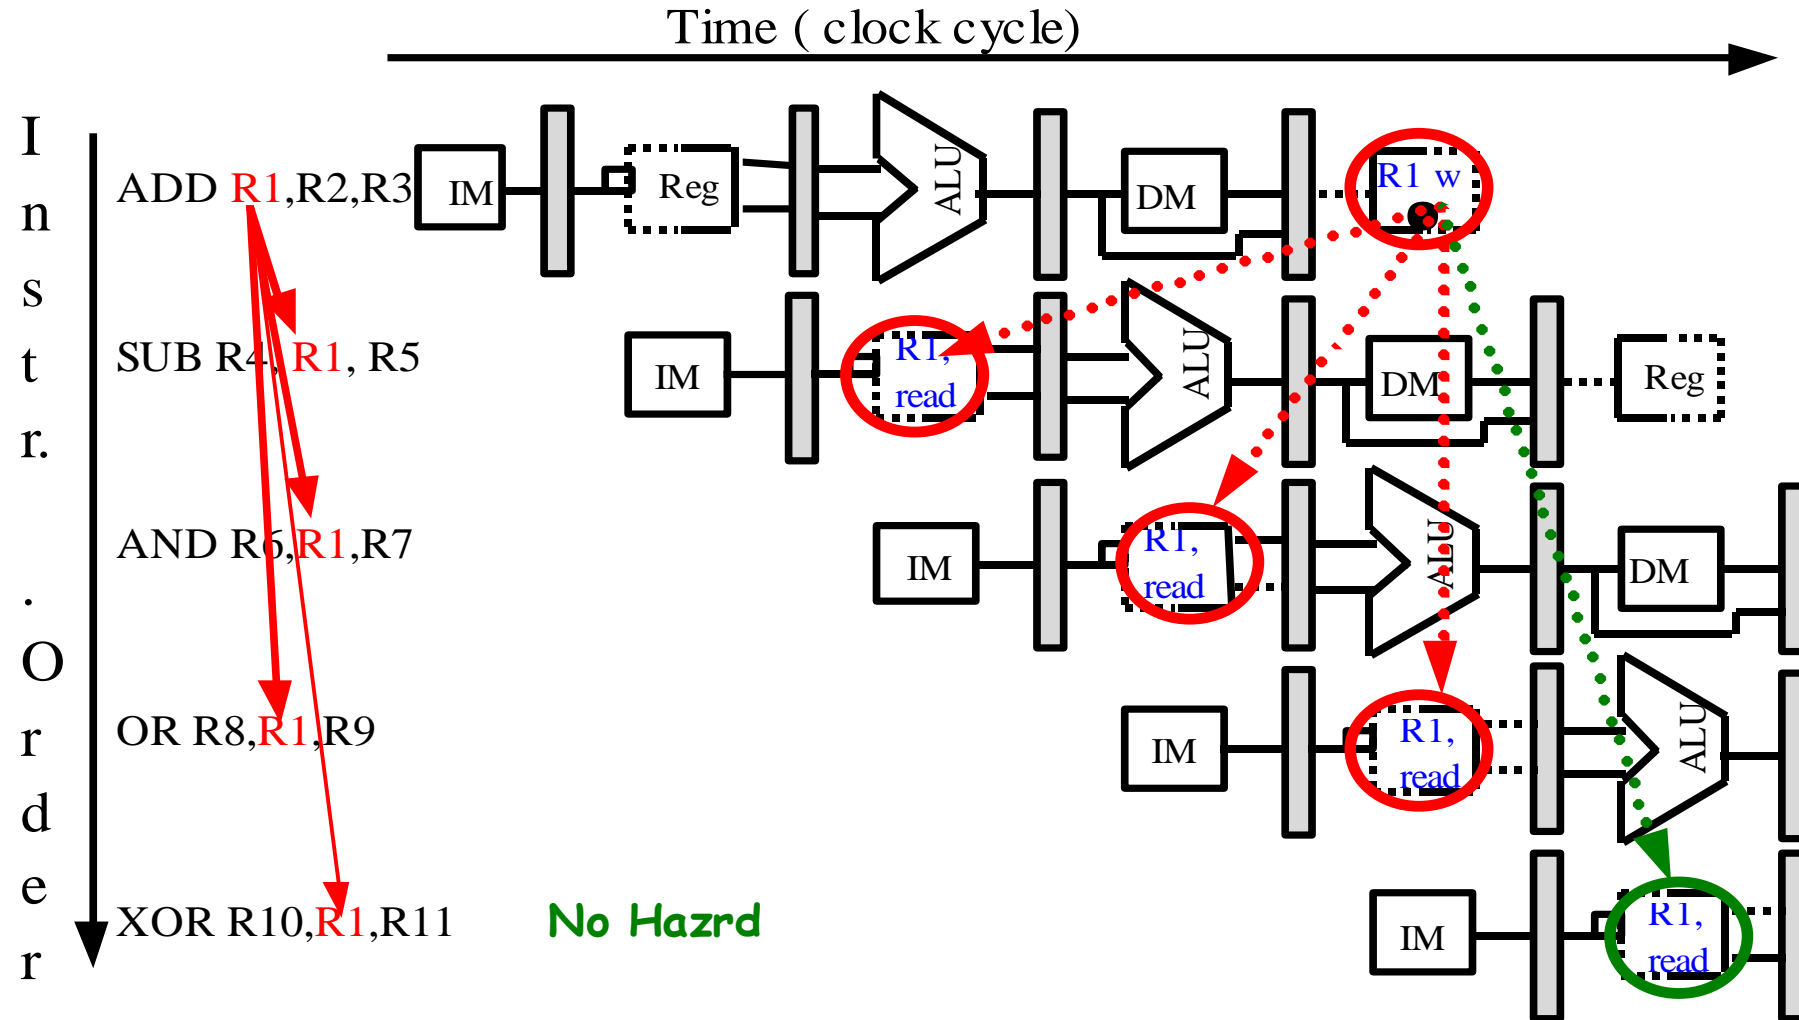 Time ( clock cycle)
I
n
s
t
r.
.
O
r
d
e
r
ADD R1,R2,R3
IM
Reg
ALU
DM
R1 w
SUB R4, R1, R5
IM
R1,
read
ALU
DM
Reg
AND R6,R1,R7
IM
R1,
read
ALU
DM
OR R8,R1,R9
IM
R1,
read
ALU
XOR R10,R1,R11
No Hazrd
IM
R1,
read